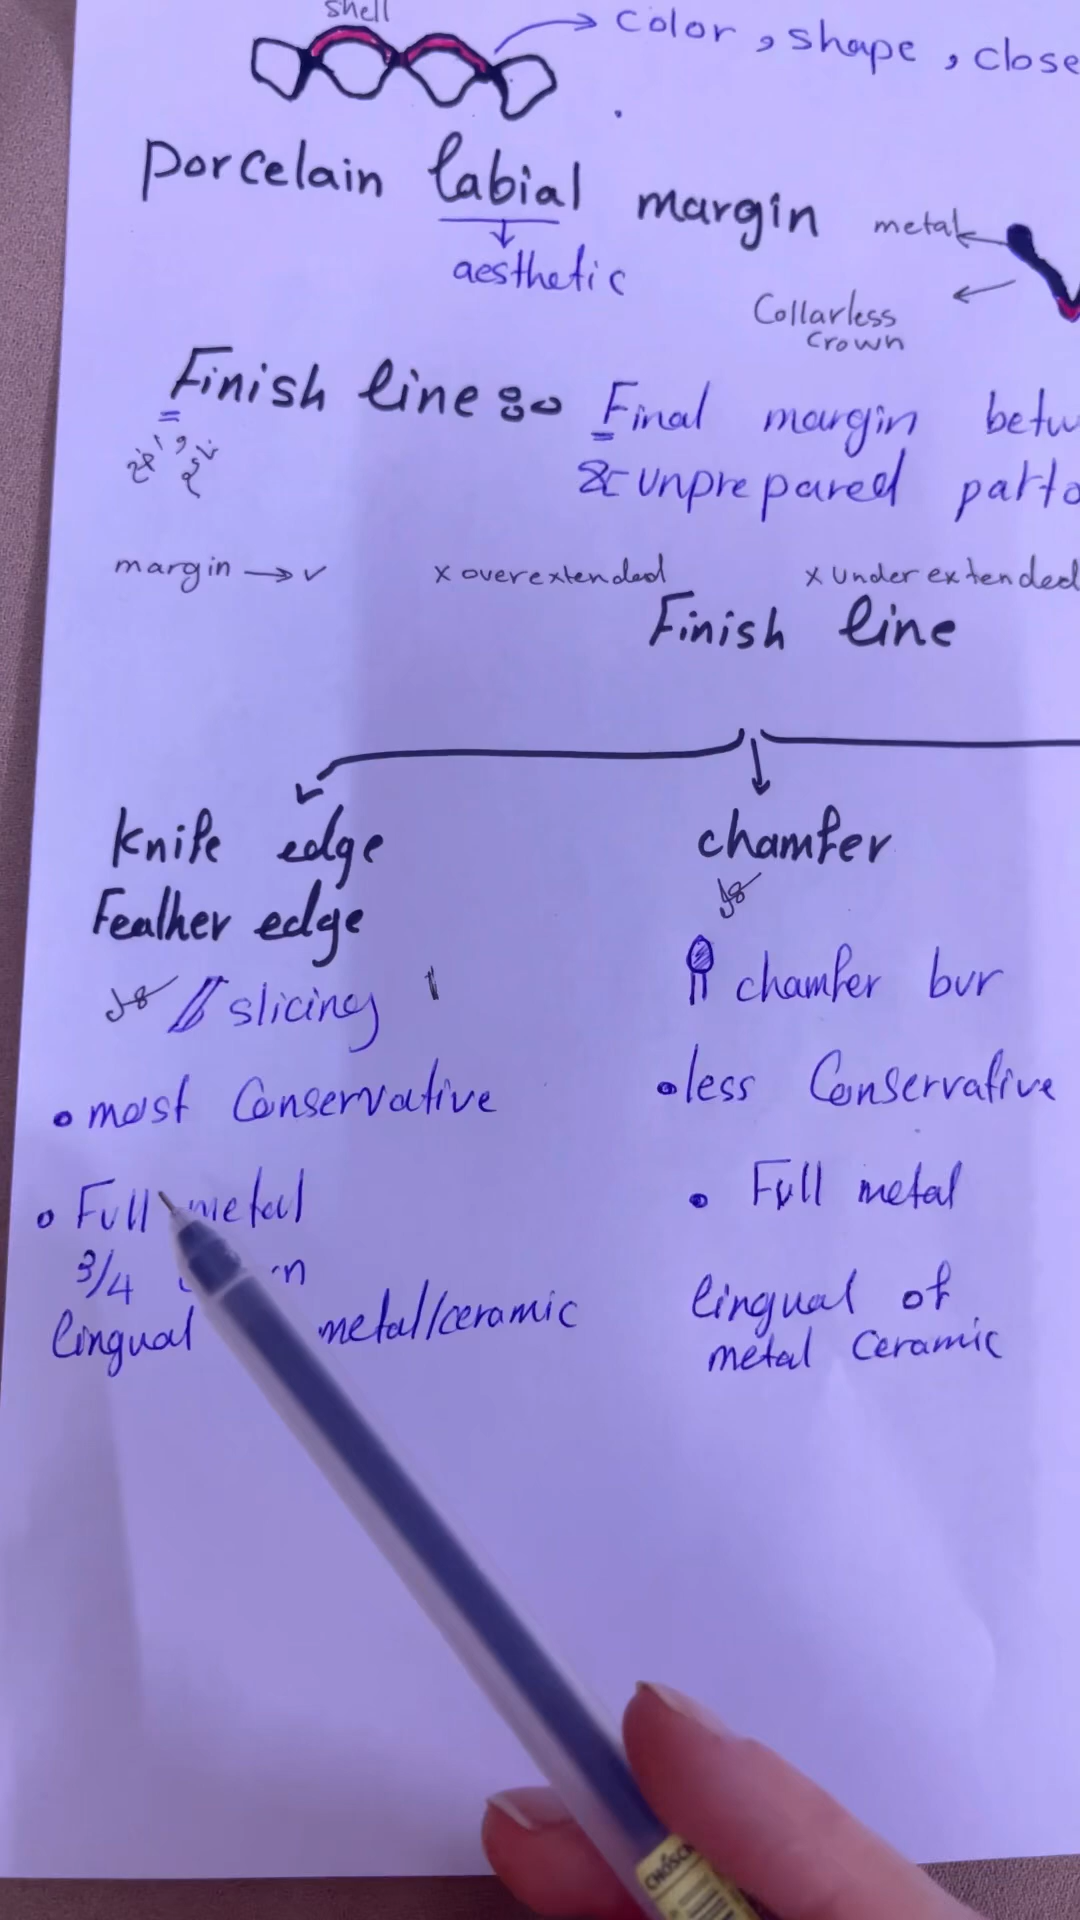 shell
color, shape, close
porcelain labial margin
aesthetic
metal
Collarless
crown
Finish line :- Final margin betw
& unprepared part o
margin → ✓ x overextended x under extended
Finish line
Knife edge
Feather edge
slicing
• most Conservative
• Full metal
3/4
lingual metal/ceramic
chamfer
chamfer bur
• less Conservative
• Full metal
lingual of
metal ceramic
CHOSCH